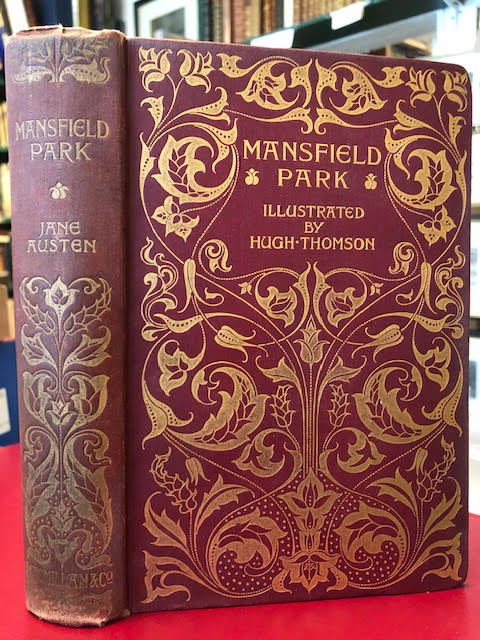 MANSFIELD
PARK
JANE
AUSTEN
MACMILLAN & CO
MANSFIELD
PARK
ILLUSTRATED
BY
HUGH·THOMSON